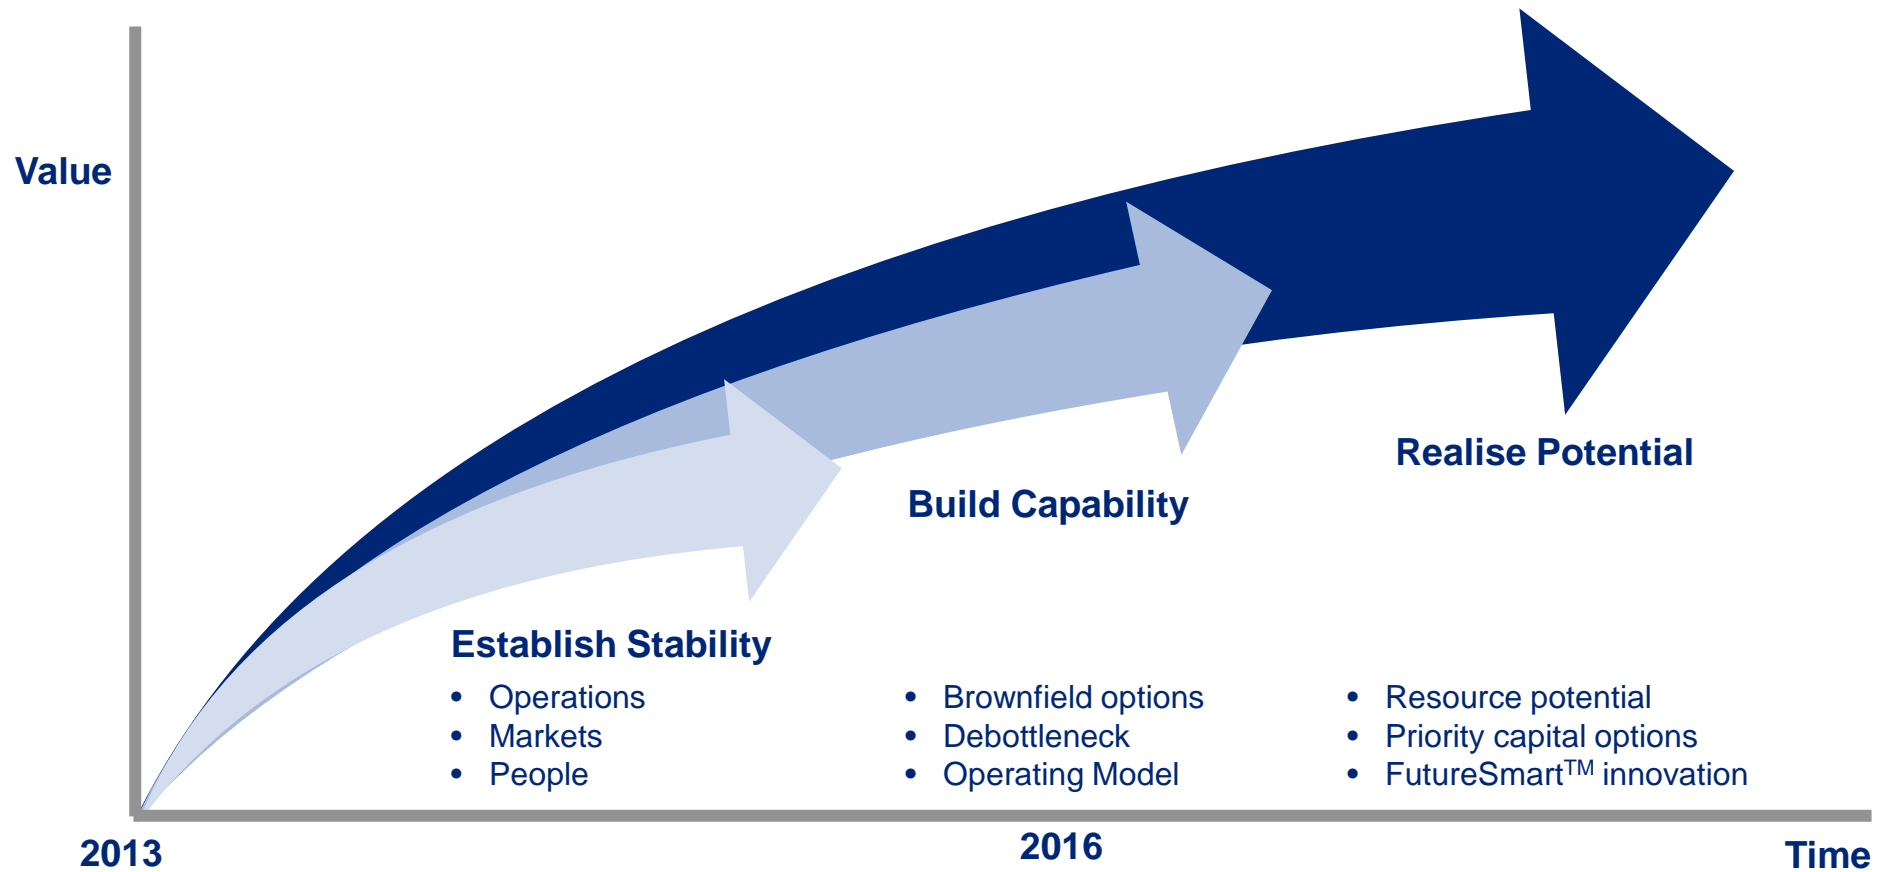 Value
Realise Potential
Build Capability
Establish Stability
• Operations
• Markets
• People
• Brownfield options
• Debottleneck
• Operating Model
• Resource potential
• Priority capital options
• FutureSmart™ innovation
2013
2016
Time